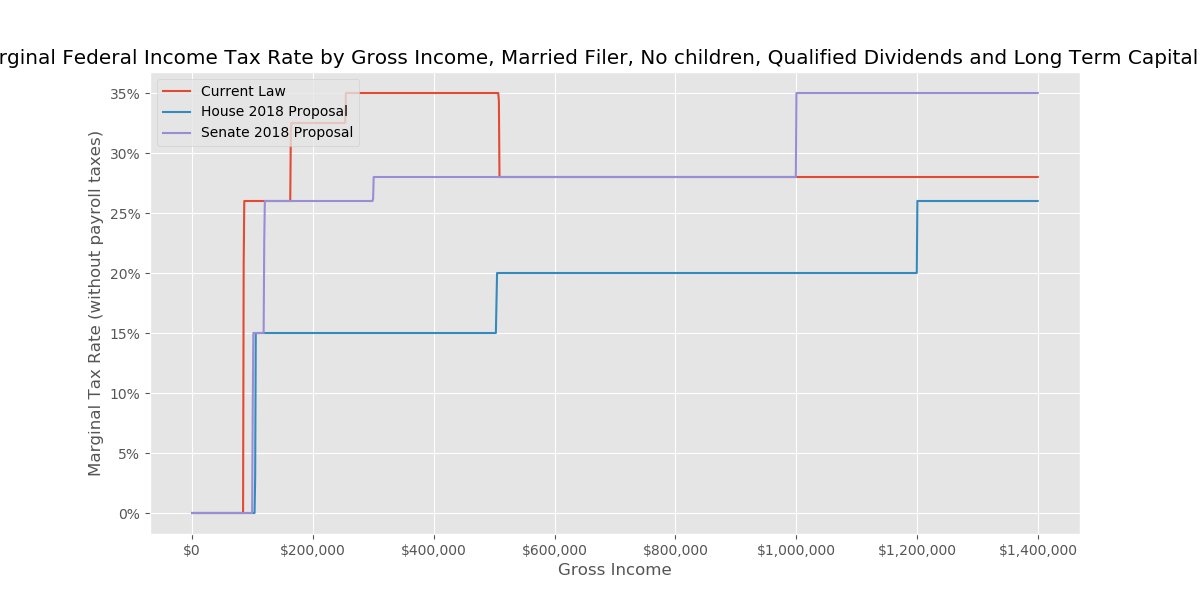 rginal Federal Income Tax Rate by Gross Income, Married Filer, No children, Qualified Dividends and Long Term Capital
Current Law
House 2018 Proposal
Senate 2018 Proposal
Marginal Tax Rate (without payroll taxes)
35%
30%
25%
20%
15%
10%
5%
0%
$0 $200,000 $400,000 $600,000 $800,000 $1,000,000 $1,200,000 $1,400,000
Gross Income